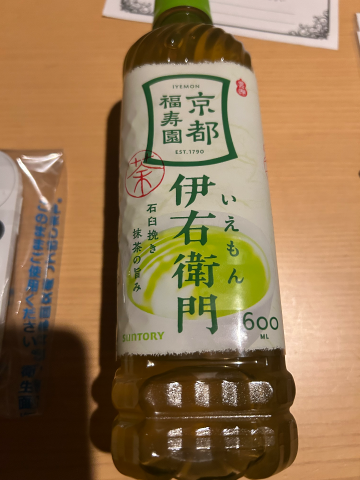 IYEMON
京都
福寿園
EST. 1790
茶
伊右衛門
いえもん
石臼挽き
抹茶の旨み
SUNTORY
600
ML